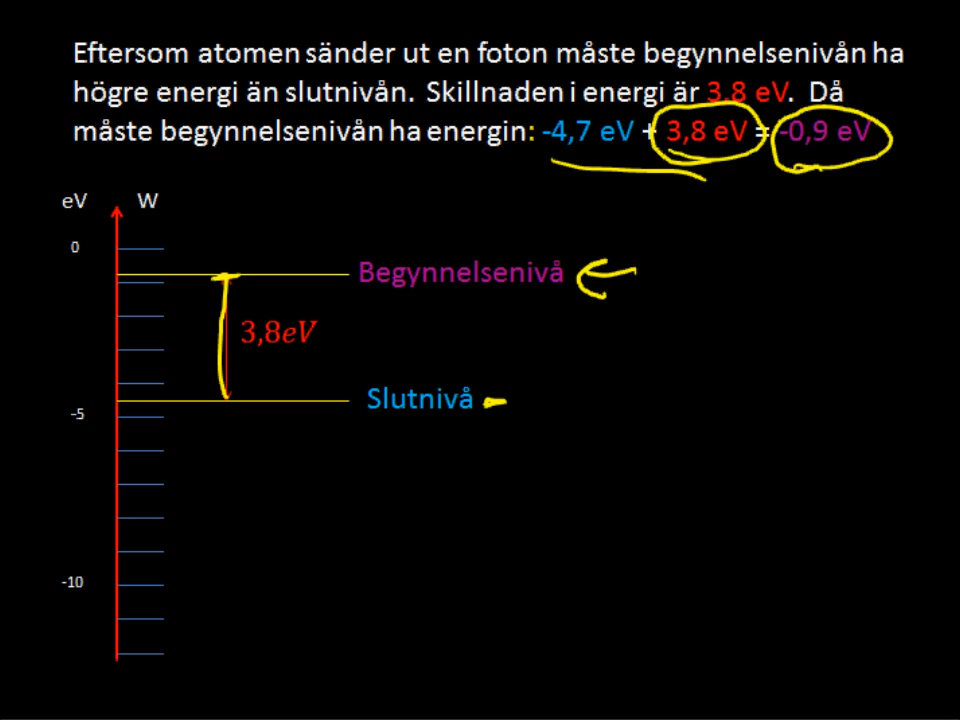 Eftersom atomen sänder ut en foton måste begynnelsenivån ha
högre energi än slutnivån. Skillnaden i energi är 3,8 eV. Då
måste begynnelsenivån ha energin: -4,7 eV + 3,8 eV = -0,9 eV
eV W
0
Begynnelsenivå
3,8eV
Slutnivå
-5
-10